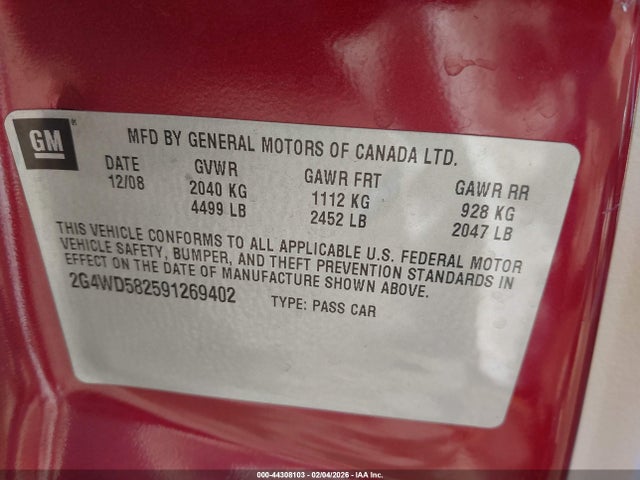 GM®
MFD BY GENERAL MOTORS OF CANADA LTD.
DATE GVWR GAWR FRT GAWR RR
12/08 2040 KG 1112 KG 928 KG
4499 LB 2452 LB 2047 LB
THIS VEHICLE CONFORMS TO ALL APPLICABLE U.S. FEDERAL MOTOR
VEHICLE SAFETY, BUMPER, AND THEFT PREVENTION STANDARDS IN
EFFECT ON THE DATE OF MANUFACTURE SHOWN ABOVE.
2G4WD582591269402 TYPE: PASS CAR
000-44308103 - 02/04/2026 - IAA Inc.